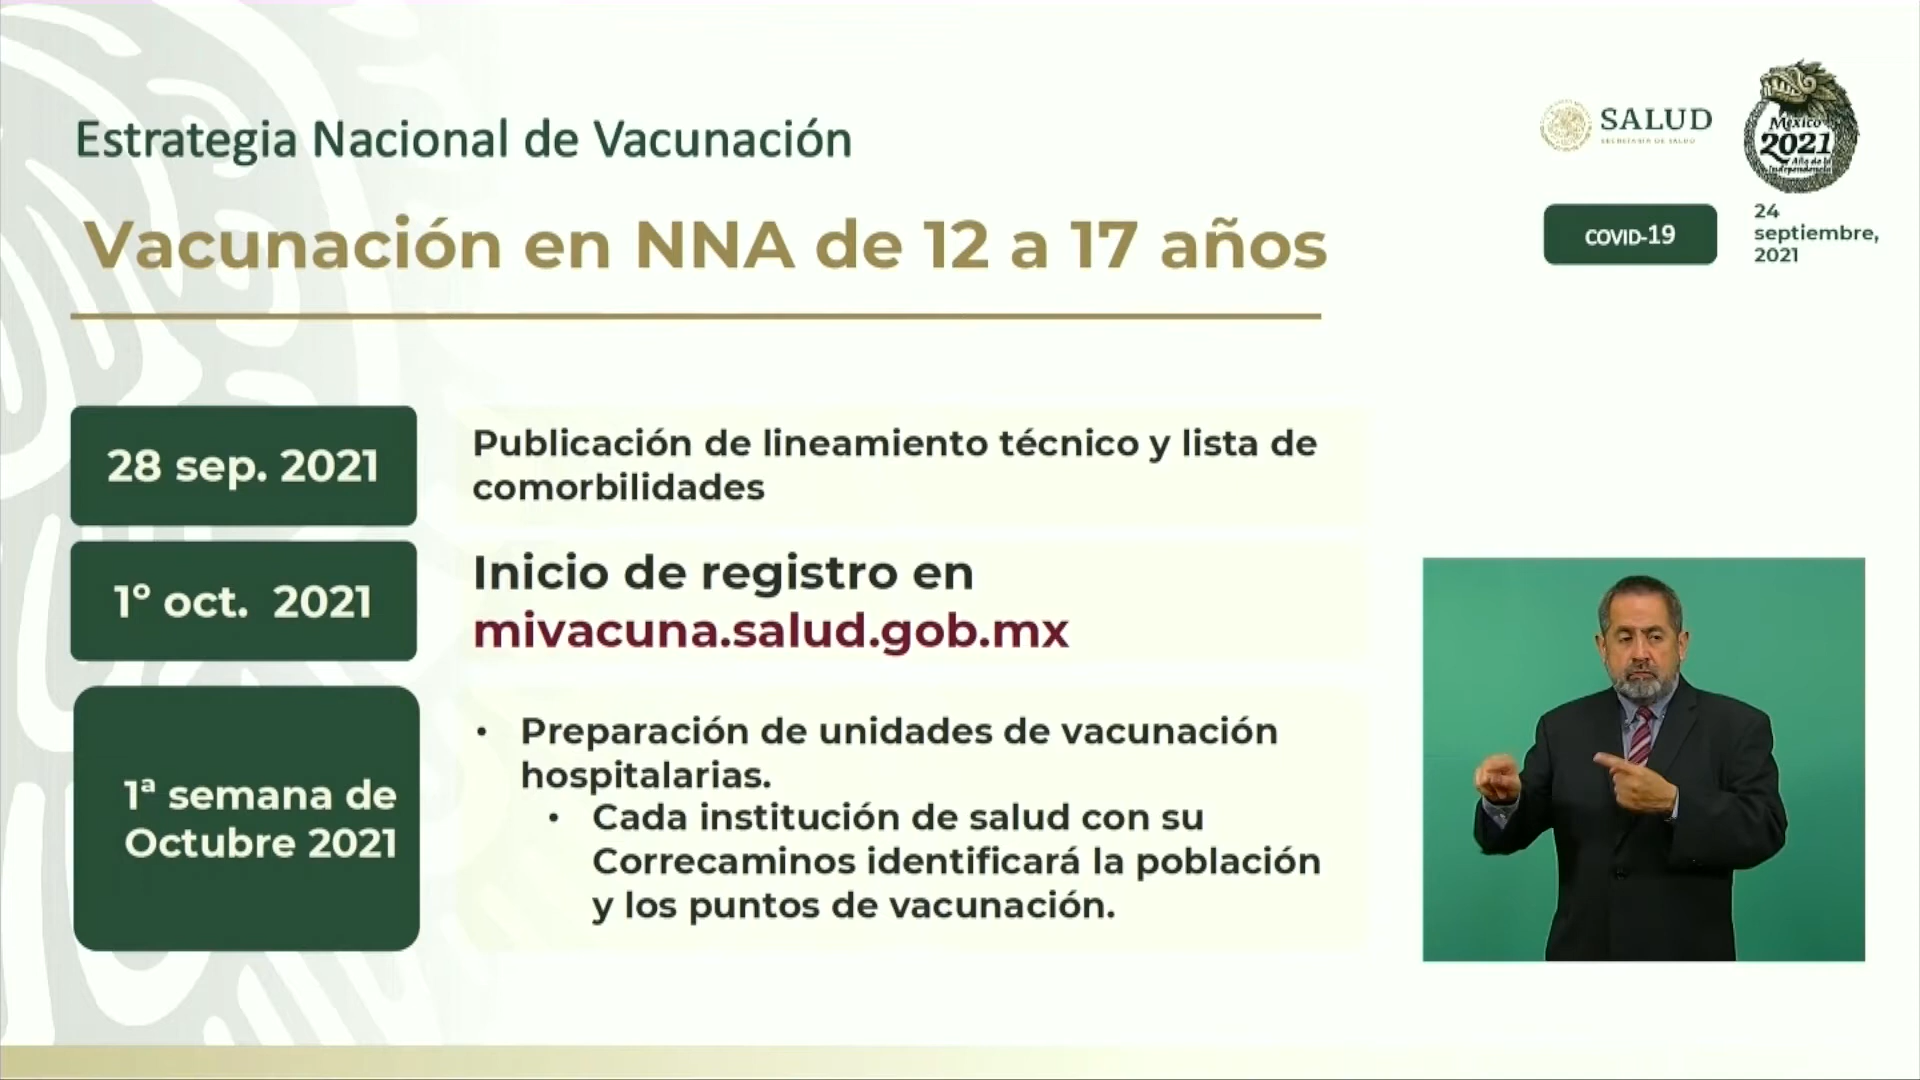 Estrategia Nacional de Vacunación
Vacunación en NNA de 12 a 17 años
SALUD
SECRETARÍA DE SALUD
México
2021
Año de la
Independencia
COVID-19
24
septiembre,
2021
28 sep. 2021
Publicación de lineamiento técnico y lista de
comorbilidades
1º oct. 2021
Inicio de registro en
mivacuna.salud.gob.mx
1ª semana de
Octubre 2021
• Preparación de unidades de vacunación
hospitalarias.
• Cada institución de salud con su
Correcaminos identificará la población
y los puntos de vacunación.